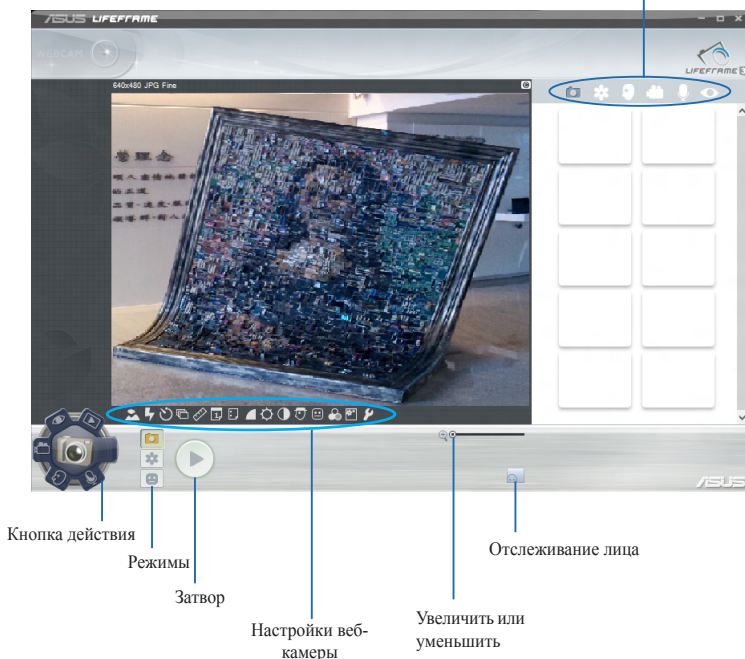 ASUS LIFEFRAME
WEBCAM
LIFEFRAME 3
640x480 JPG Fine
ASUS
Кнопка действия
Режимы
Затвор
Настройки веб-
камеры
Увеличить или
уменьшить
Отслеживание лица